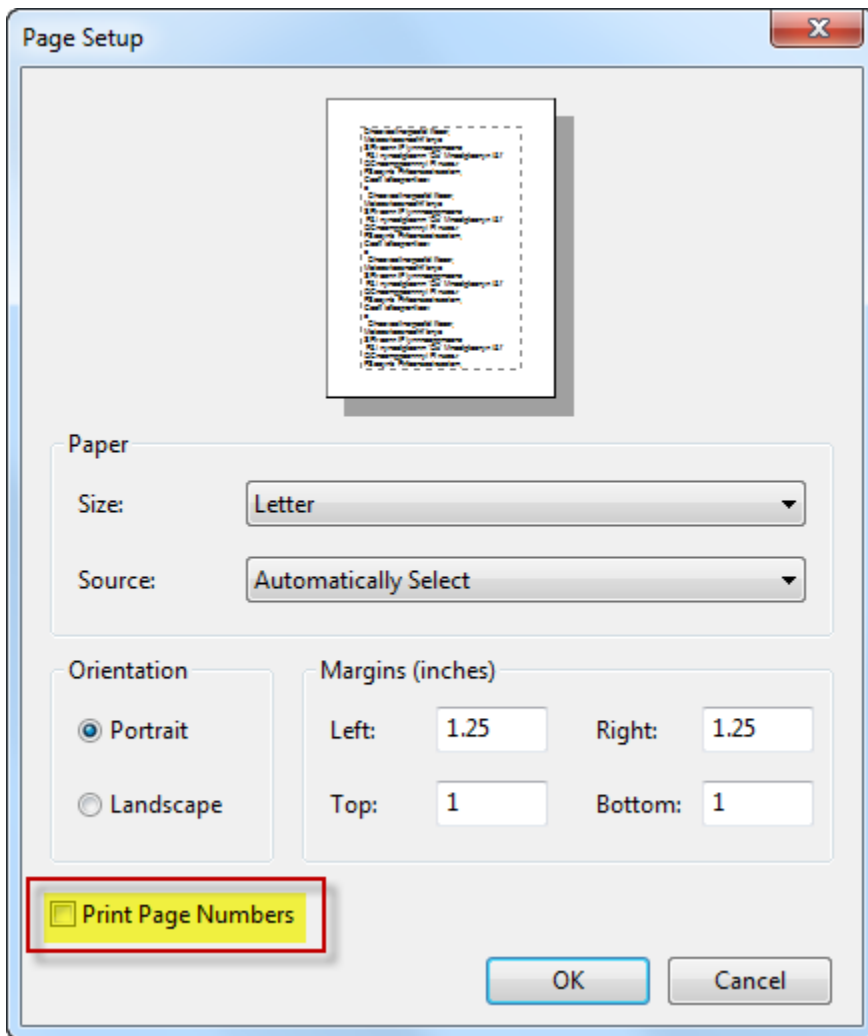 Page Setup
Paper
Size: Letter
Source: Automatically Select
Orientation Margins (inches)
Portrait Left: 1.25 Right: 1.25
Landscape Top: 1 Bottom: 1
Print Page Numbers
OK Cancel